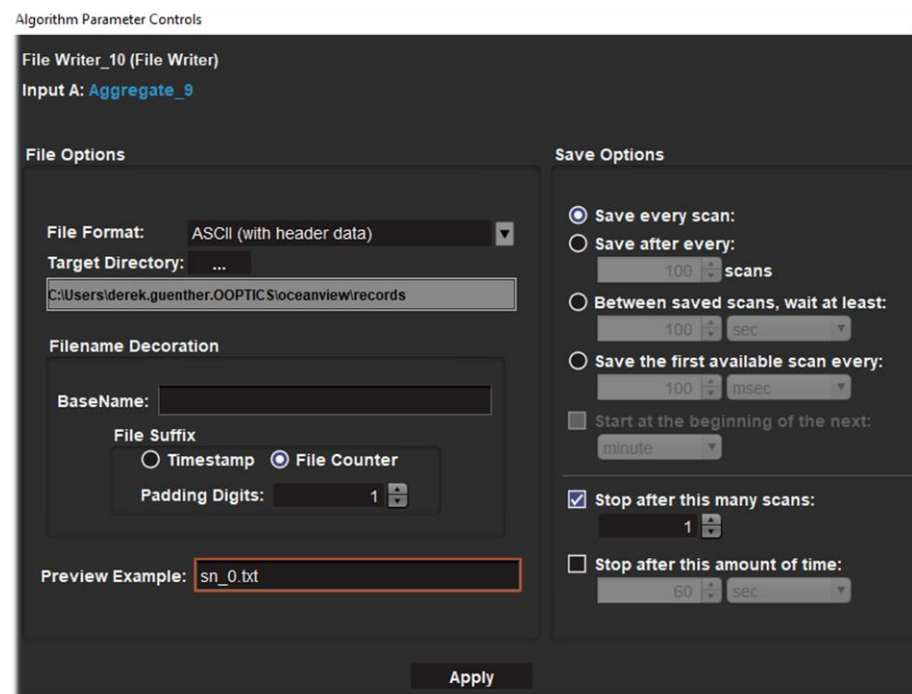 Algorithm Parameter Controls
File Writer_10 (File Writer)
Input A: Aggregate_9
File Options
File Format: ASCII (with header data)
Target Directory: ...
C:\Users\derek.guenther.OOPTICS\oceanview\records
Filename Decoration
BaseName:
File Suffix
Timestamp File Counter
Padding Digits: 1
Preview Example: sn_0.txt
Save Options
Save every scan:
Save after every:
100 scans
Between saved scans, wait at least:
100 sec
Save the first available scan every:
100 msec
Start at the beginning of the next:
minute
Stop after this many scans:
1
Stop after this amount of time:
60 sec
Apply